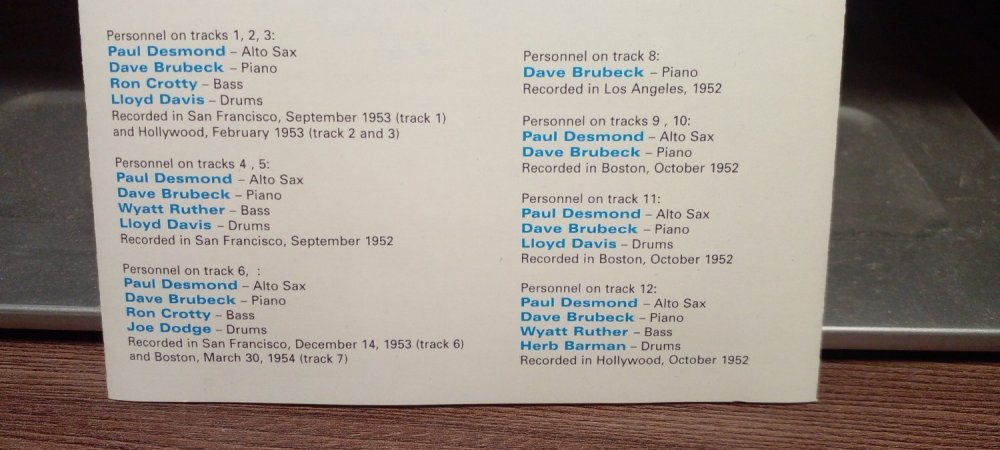 Personnel on tracks 1, 2, 3:
Paul Desmond – Alto Sax
Dave Brubeck – Piano
Ron Crotty – Bass
Lloyd Davis – Drums
Recorded in San Francisco, September 1953 (track 1)
and Hollywood, February 1953 (track 2 and 3)
Personnel on tracks 4 , 5:
Paul Desmond – Alto Sax
Dave Brubeck – Piano
Wyatt Ruther – Bass
Lloyd Davis – Drums
Recorded in San Francisco, September 1952
Personnel on track 6, :
Paul Desmond – Alto Sax
Dave Brubeck – Piano
Ron Crotty – Bass
Joe Dodge – Drums
Recorded in San Francisco, December 14, 1953 (track 6)
and Boston, March 30, 1954 (track 7)
Personnel on track 8:
Dave Brubeck – Piano
Recorded in Los Angeles, 1952
Personnel on tracks 9 , 10:
Paul Desmond – Alto Sax
Dave Brubeck – Piano
Recorded in Boston, October 1952
Personnel on track 11:
Paul Desmond – Alto Sax
Dave Brubeck – Piano
Lloyd Davis – Drums
Recorded in Boston, October 1952
Personnel on track 12:
Paul Desmond – Alto Sax
Dave Brubeck – Piano
Wyatt Ruther – Bass
Herb Barman – Drums
Recorded in Hollywood, October 1952